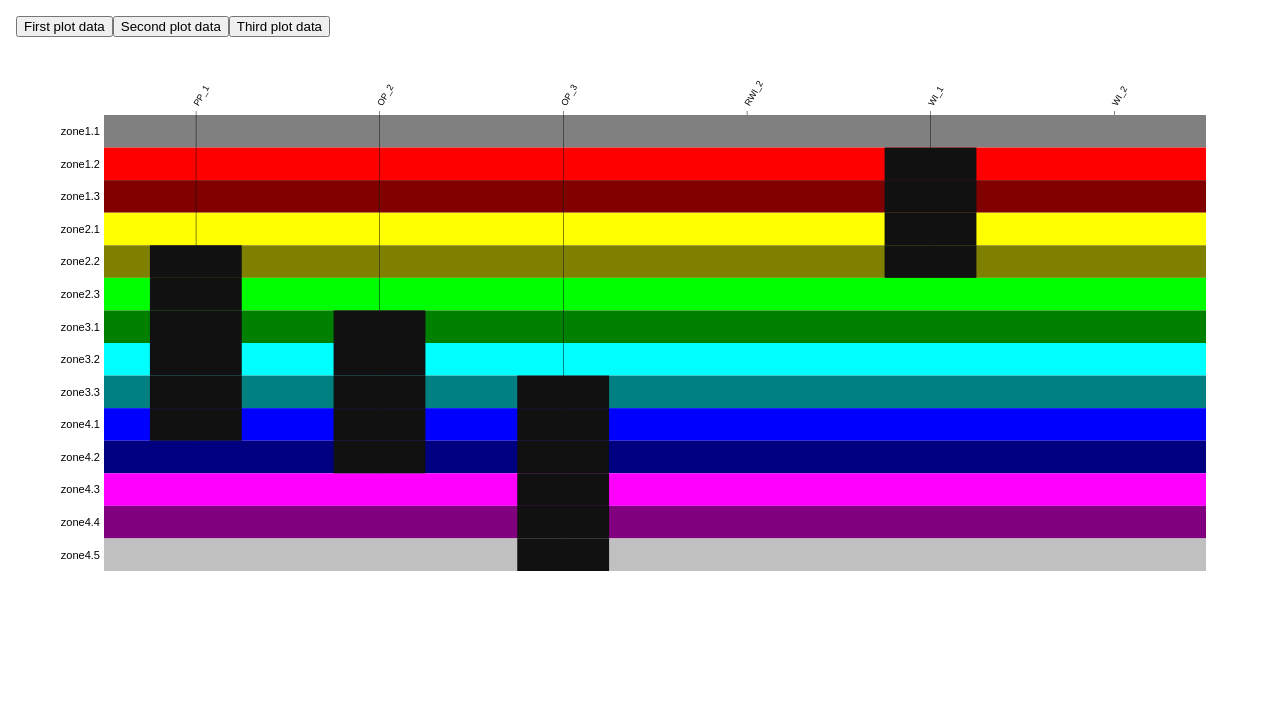 First plot data Second plot data Third plot data
PP_1 OP_2 OP_3 RWI_2 WI_1 WI_2
zone1.1
zone1.2
zone1.3
zone2.1
zone2.2
zone2.3
zone3.1
zone3.2
zone3.3
zone4.1
zone4.2
zone4.3
zone4.4
zone4.5